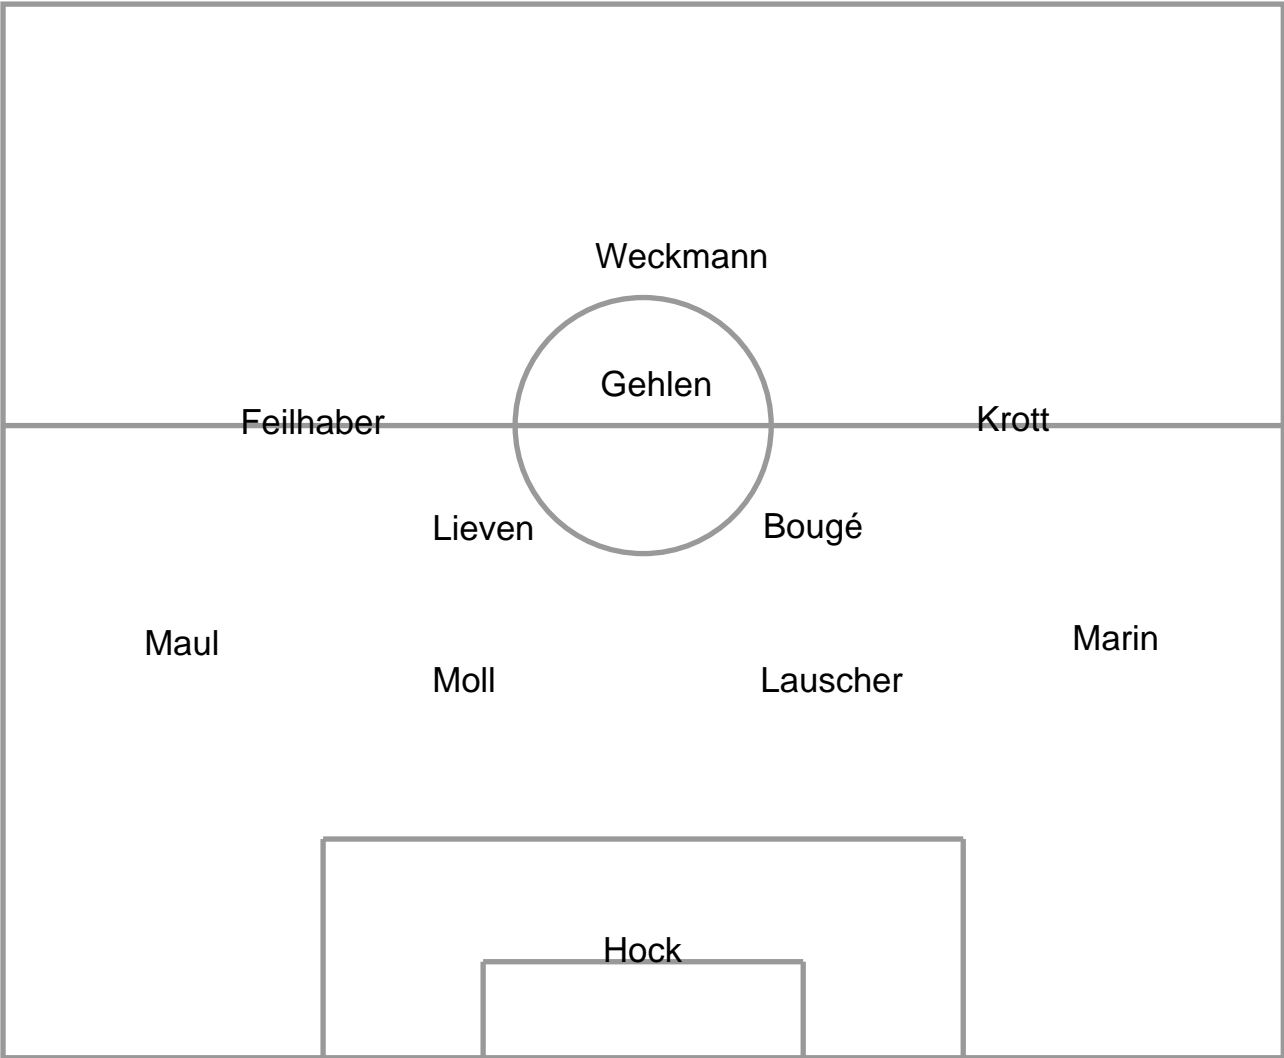 Weckmann
Gehlen
Feilhaber
Krott
Lieven
Bougé
Maul
Marin
Moll
Lauscher
Hock